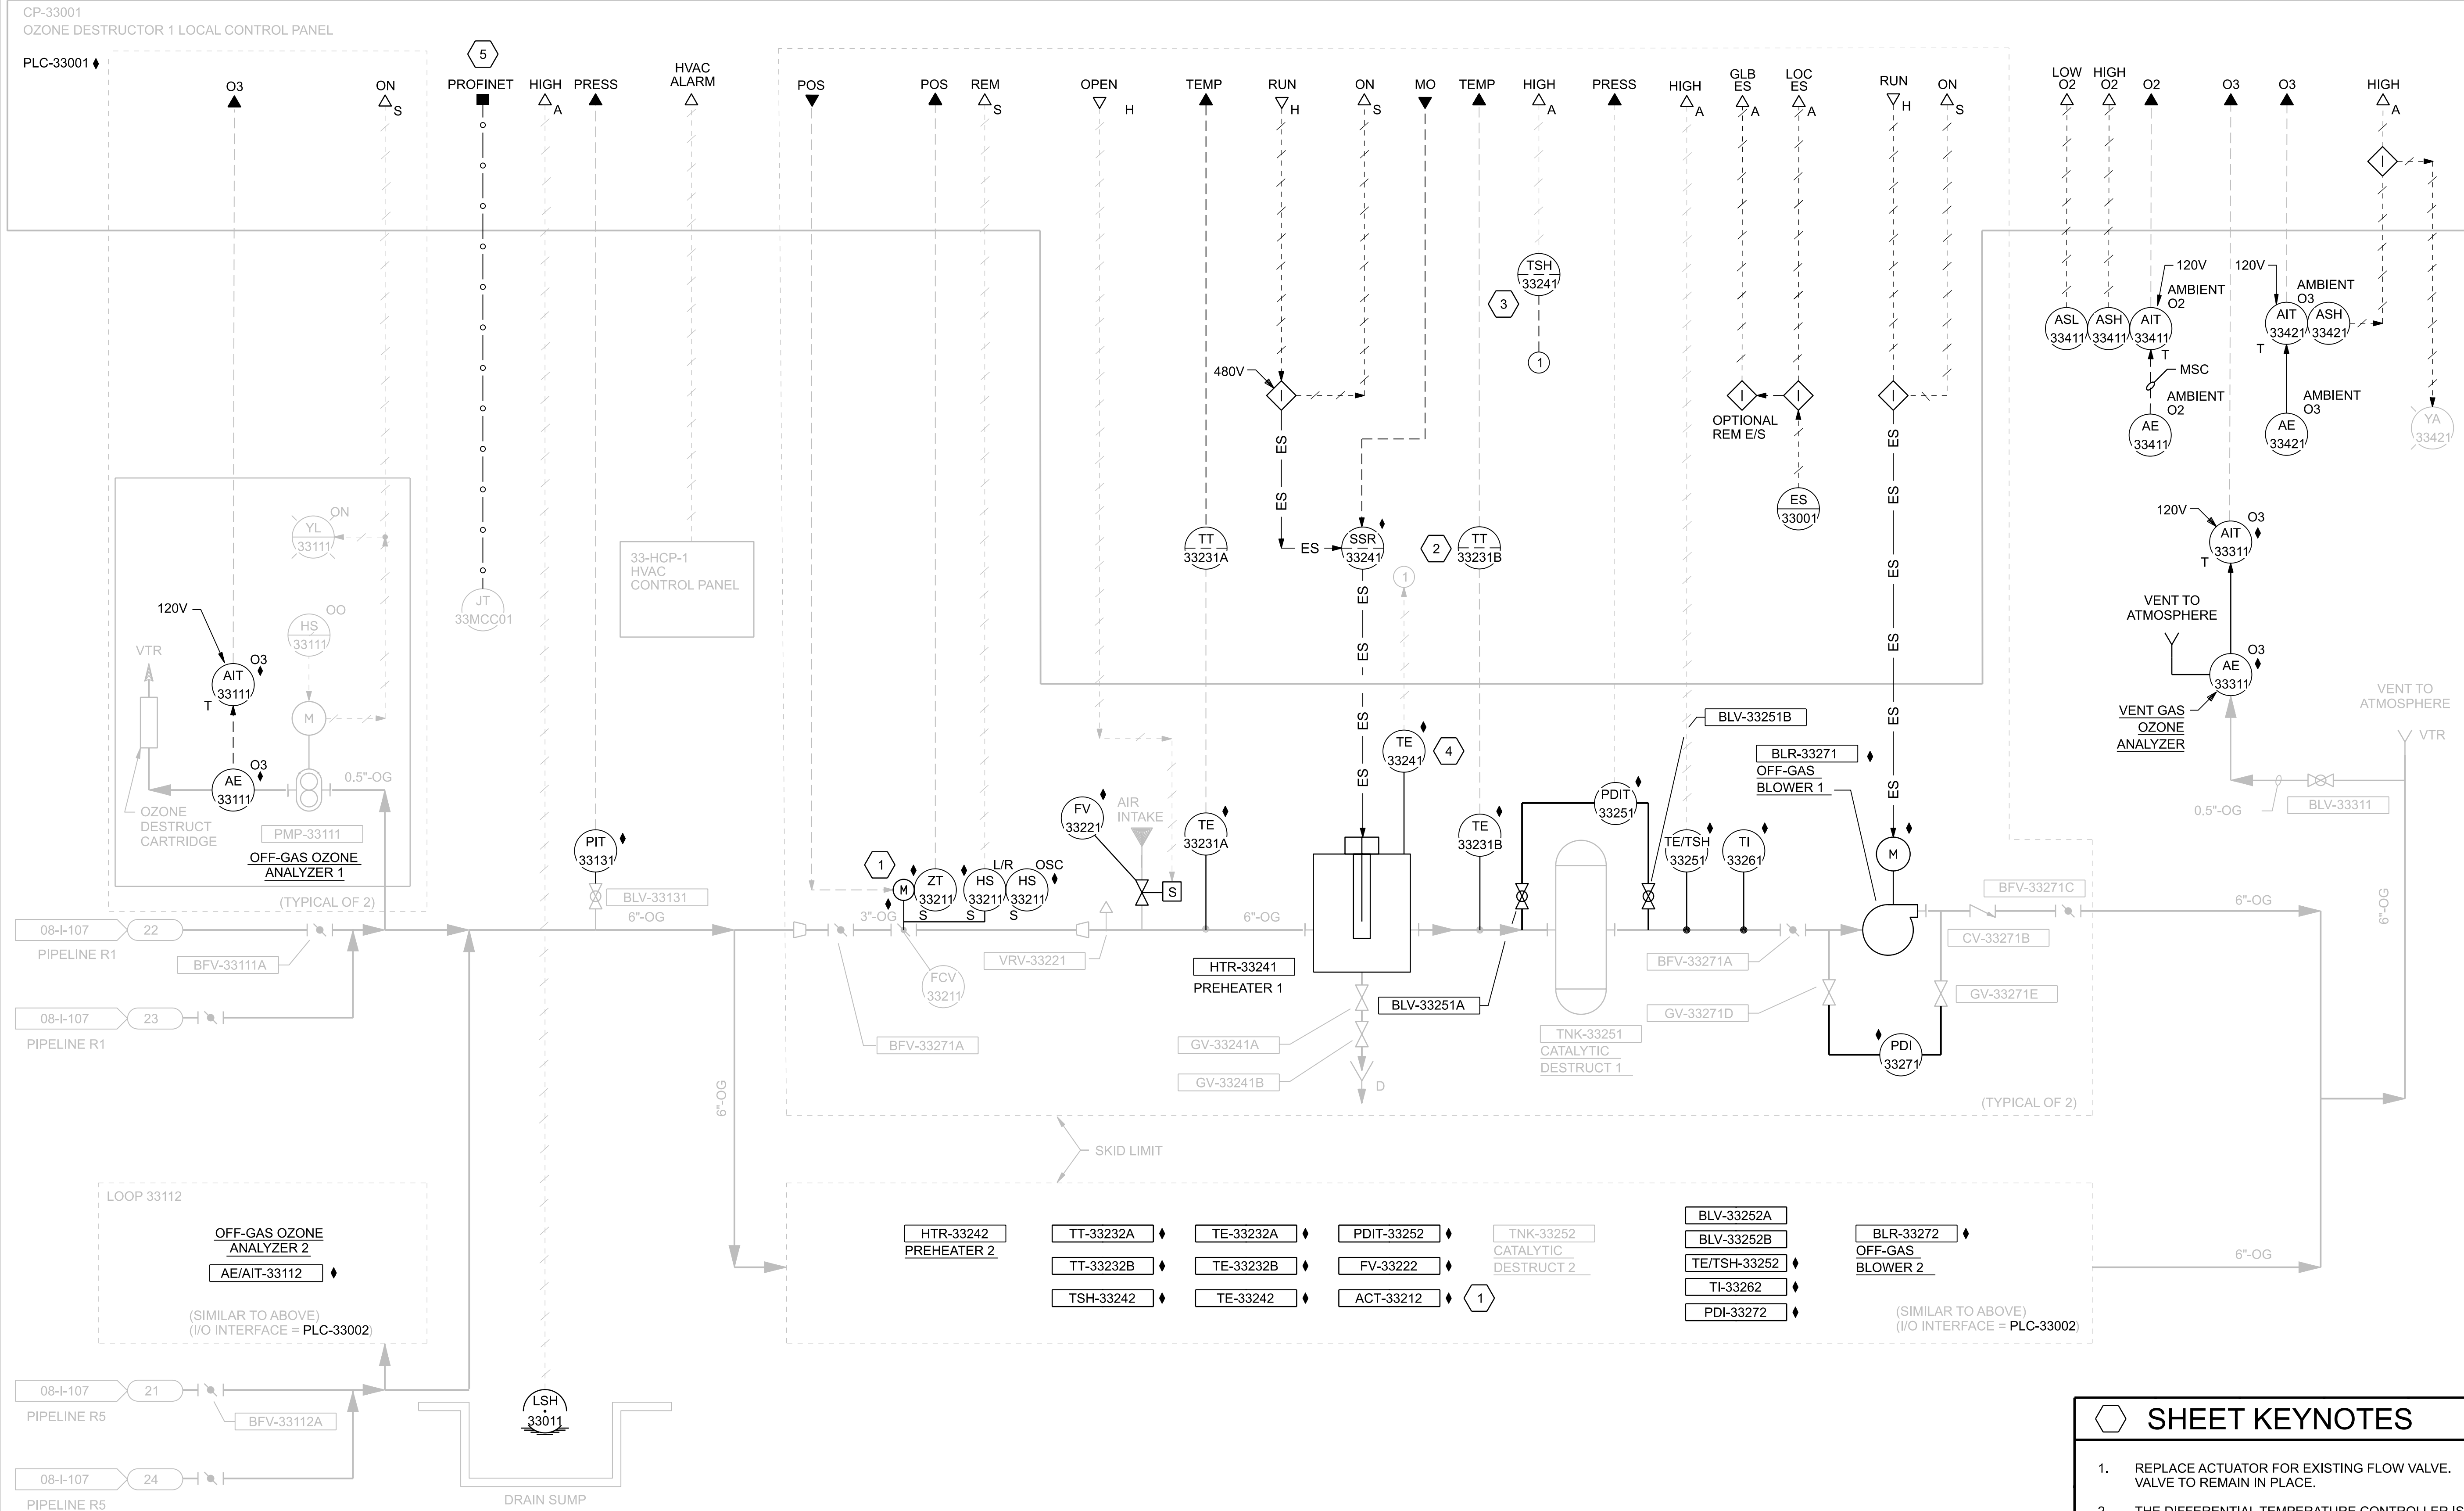 CP-33001
OZONE DESTRUCTOR 1 LOCAL CONTROL PANEL
PLC-33001
5
O3
ON
S
PROFINET
HIGH
A
PRESS
HVAC
ALARM
POS
POS
REM
S
OPEN
H
TEMP
RUN
H
ON
S
MO
TEMP
HIGH
A
PRESS
HIGH
A
GLB
ES
A
LOC
ES
A
RUN
H
ON
S
LOW
O2
HIGH
O2
O2
O3
O3
HIGH
A
I
TSH
33241
3
1
480V
I
I
I
I
OPTIONAL
REM E/S
ES
33001
120V
AMBIENT
O2
ASL
33411
ASH
33411
AIT
33411
T
MSC
AMBIENT
O2
AE
33411
120V
AMBIENT
O3
AIT
33421
ASH
33421
T
AMBIENT
O3
AE
33421
YA
33421
YL
33111
ON
HS
33111
OO
M
VTR
120V
AIT
33111
O3
T
AE
33111
O3
0.5"-OG
OZONE
DESTRUCT
CARTRIDGE
PMP-33111
OFF-GAS OZONE
ANALYZER 1
(TYPICAL OF 2)
JT
33MCC01
33-HCP-1
HVAC
CONTROL PANEL
TT
33231A
ES
ES
ES
SSR
33241
2
TT
33231B
1
ES
ES
ES
ES
TE
33241
4
ES
ES
ES
ES
ES
ES
120V
AIT
33311
O3
T
VENT TO
ATMOSPHERE
AE
33311
O3
VENT GAS
OZONE
ANALYZER
VENT TO
ATMOSPHERE
VTR
0.5"-OG
BLV-33311
PIT
33131
BLV-33131
6"-OG
1
M
ZT
33211
S
HS
33211
S
L/R
HS
33211
S
OSC
3"-OG
FCV
33211
BFV-33271A
FV
33221
AIR
INTAKE
S
VRV-33221
TE
33231A
6"-OG
HTR-33241
PREHEATER 1
GV-33241A
GV-33241B
D
TE
33231B
BLV-33251A
PDIT
33251
BLV-33251B
TNK-33251
CATALYTIC
DESTRUCT 1
TE/TSH
33251
TI
33261
BLR-33271
OFF-GAS
BLOWER 1
M
BFV-33271A
GV-33271D
PDI
33271
GV-33271E
CV-33271B
BFV-33271C
6"-OG
6"-OG
(TYPICAL OF 2)
08-I-107
22
PIPELINE R1
BFV-33111A
08-I-107
23
PIPELINE R1
6"-OG
SKID LIMIT
LOOP 33112
OFF-GAS OZONE
ANALYZER 2
AE/AIT-33112
(SIMILAR TO ABOVE)
(I/O INTERFACE = PLC-33002)
HTR-33242
PREHEATER 2
TT-33232A
TT-33232B
TSH-33242
TE-33232A
TE-33232B
TE-33242
PDIT-33252
FV-33222
ACT-33212
1
TNK-33252
CATALYTIC
DESTRUCT 2
BLV-33252A
BLV-33252B
TE/TSH-33252
TI-33262
PDI-33272
BLR-33272
OFF-GAS
BLOWER 2
(SIMILAR TO ABOVE)
(I/O INTERFACE = PLC-33002)
6"-OG
08-I-107
21
PIPELINE R5
BFV-33112A
08-I-107
24
PIPELINE R5
LSH
33011
DRAIN SUMP
SHEET KEYNOTES
1. REPLACE ACTUATOR FOR EXISTING FLOW VALVE.
VALVE TO REMAIN IN PLACE.
2. THE DIFFERENTIAL TEMPERATURE CONTROLLER IS